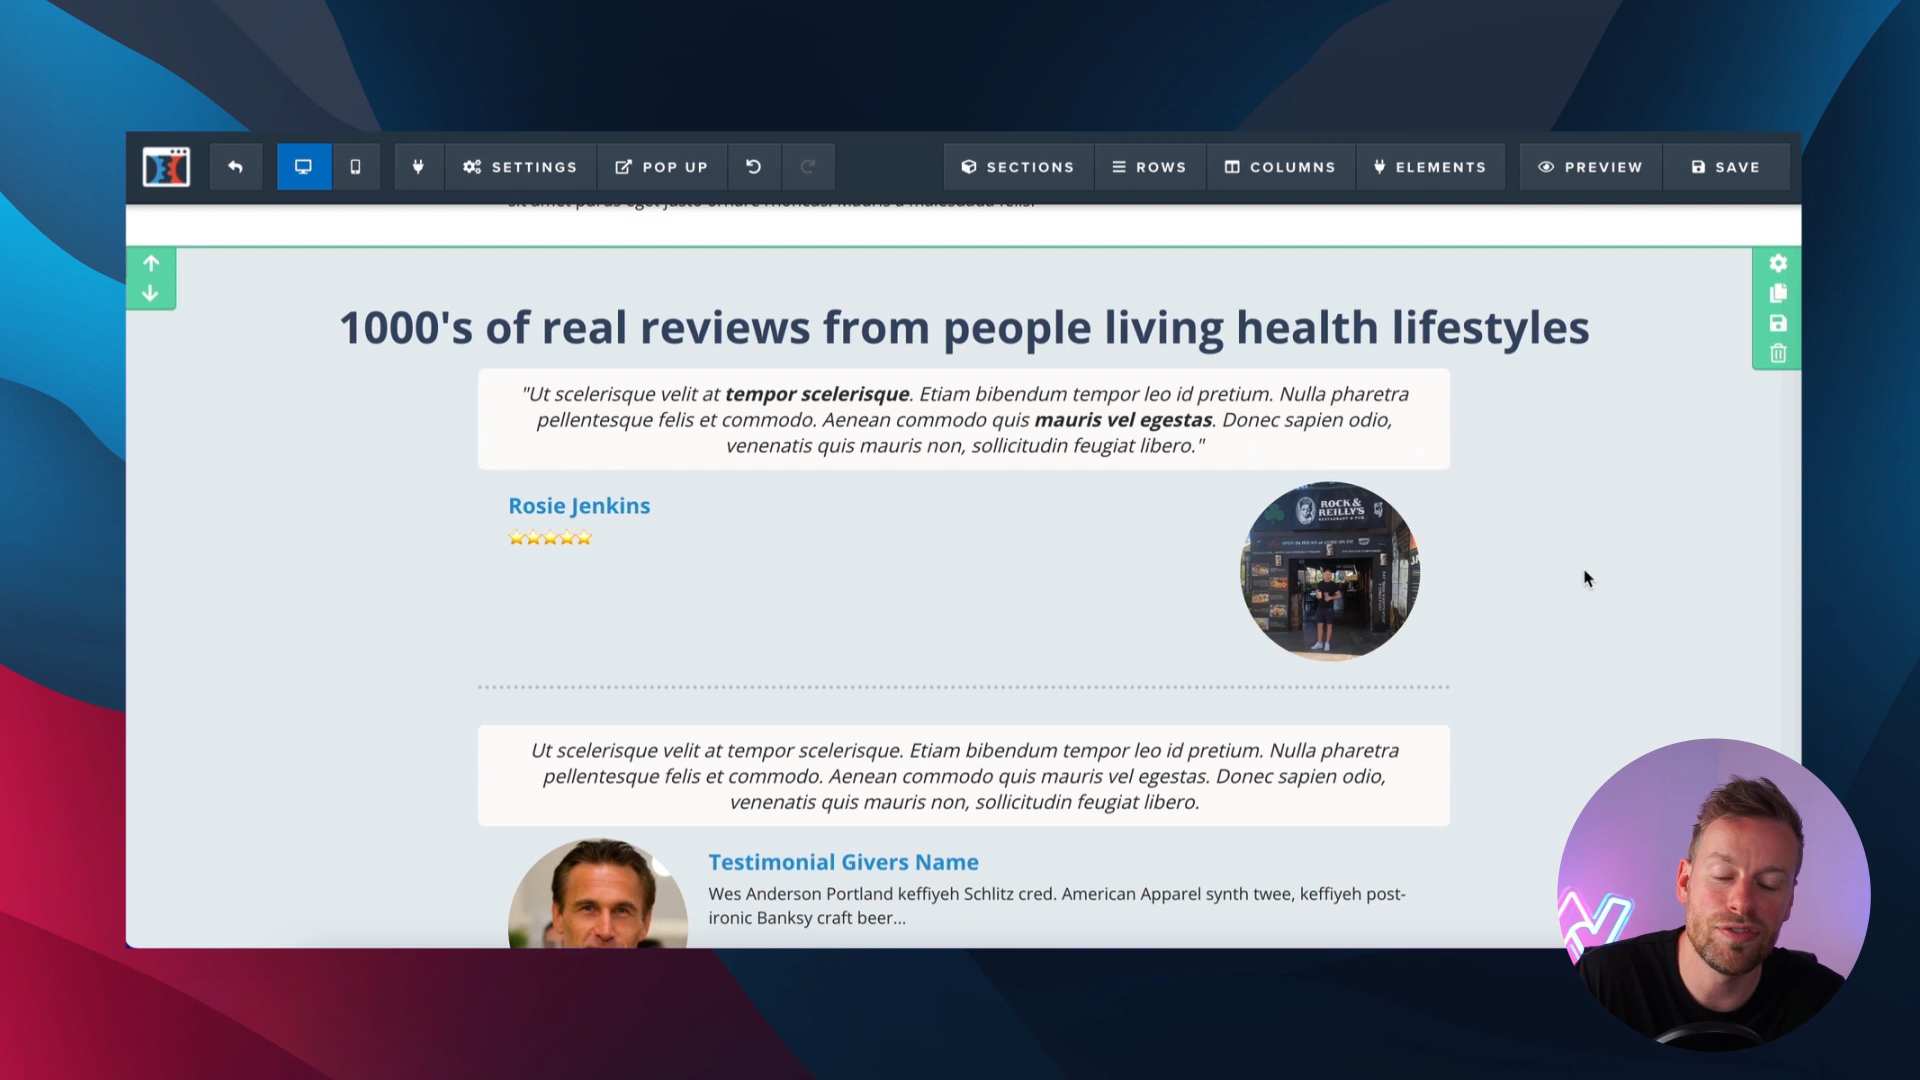 SETTINGS
POP UP
SECTIONS
ROWS
COLUMNS
ELEMENTS
PREVIEW
SAVE
1000's of real reviews from people living health lifestyles
"Ut scelerisque velit at tempor scelerisque. Etiam bibendum tempor leo id pretium. Nulla pharetra
pellentesque felis et commodo. Aenean commodo quis mauris vel egestas. Donec sapien odio,
venenatis quis mauris non, sollicitudin feugiat libero."
Rosie Jenkins
ROCK &
REILLY'S
Ut scelerisque velit at tempor scelerisque. Etiam bibendum tempor leo id pretium. Nulla pharetra
pellentesque felis et commodo. Aenean commodo quis mauris vel egestas. Donec sapien odio,
venenatis quis mauris non, sollicitudin feugiat libero.
Testimonial Givers Name
Wes Anderson Portland keffiyeh Schlitz cred. American Apparel synth twee, keffiyeh post-
ironic Banksy craft beer...